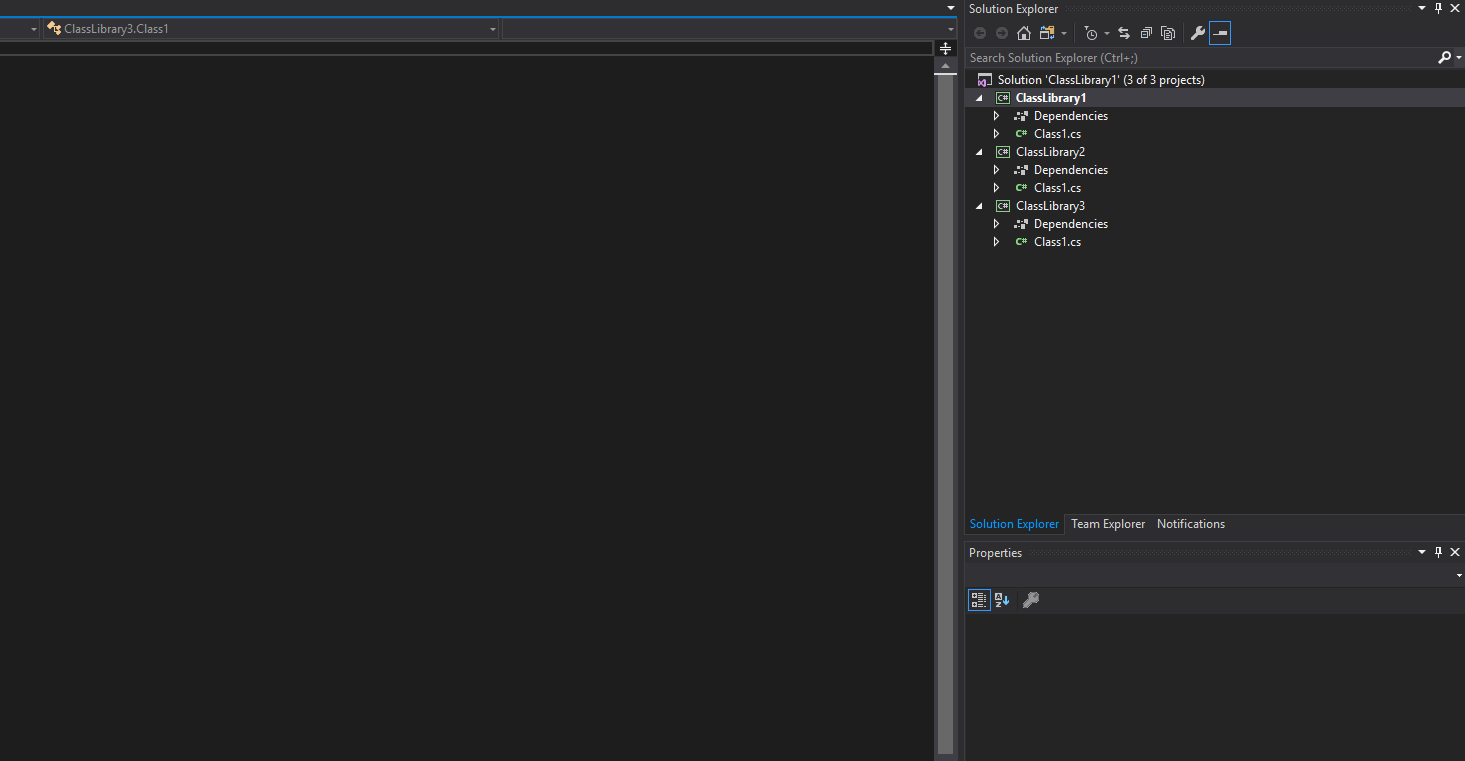 Solution Explorer
ClassLibrary3.Class1
Search Solution Explorer (Ctrl+;)
Solution 'ClassLibrary1' (3 of 3 projects)
C# ClassLibrary1
Dependencies
C# Class1.cs
C# ClassLibrary2
Dependencies
C# Class1.cs
C# ClassLibrary3
Dependencies
C# Class1.cs
Solution Explorer Team Explorer Notifications
Properties
AZ